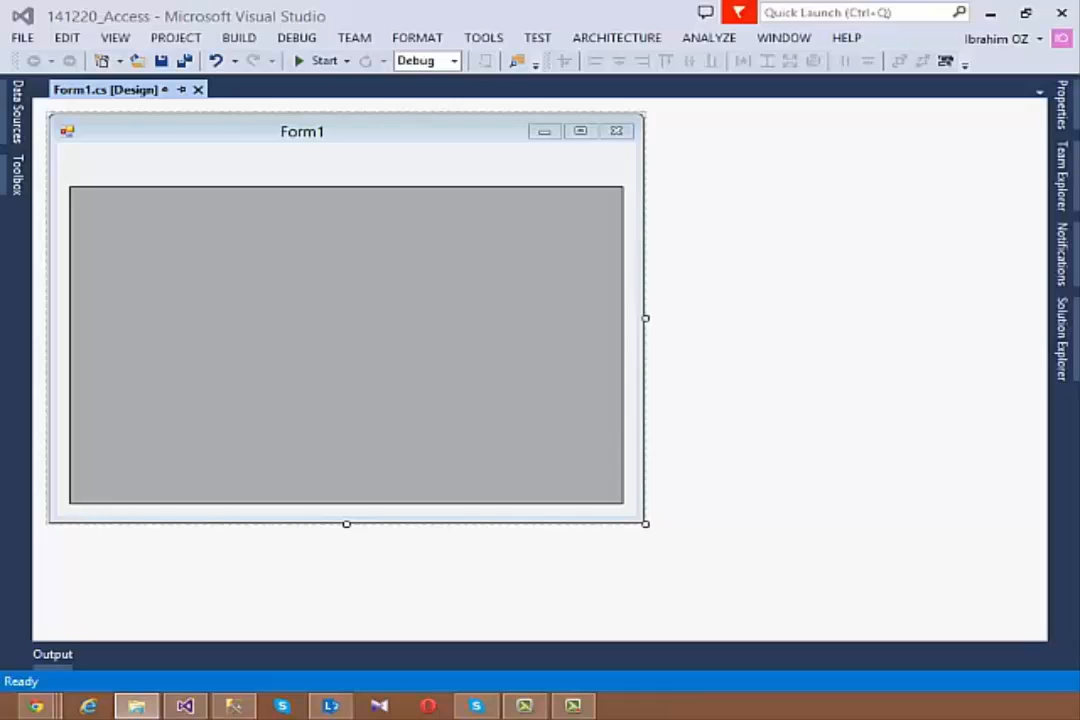 141220_Access - Microsoft Visual Studio
Quick Launch (Ctrl+Q)
FILE EDIT VIEW PROJECT BUILD DEBUG TEAM FORMAT TOOLS TEST ARCHITECTURE ANALYZE WINDOW HELP Ibrahim OZ IO
Start Debug
Form1.cs [Design]
Data Sources
Toolbox
Form1
Properties
Team Explorer
Notifications
Solution Explorer
Output
Ready